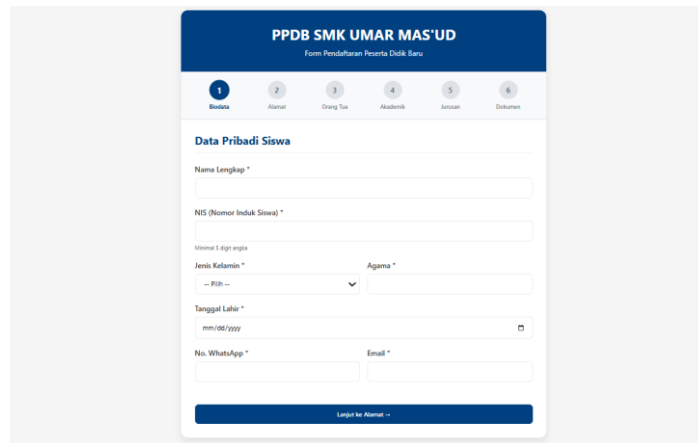 PPDB SMK UMAR MAS'UD
Form Pendaftaran Peserta Didik Baru
1 2 3 4 5 6
Biodata Alamat Orang Tua Akademik Jurusan Dokumen
Data Pribadi Siswa
Nama Lengkap *
NIS (Nomor Induk Siswa) *
Minimal 5 digit angka
Jenis Kelamin * Agama *
-- Pilih --
Tanggal Lahir *
mm/dd/yyyy
No. WhatsApp * Email *
Lanjut ke Alamat →